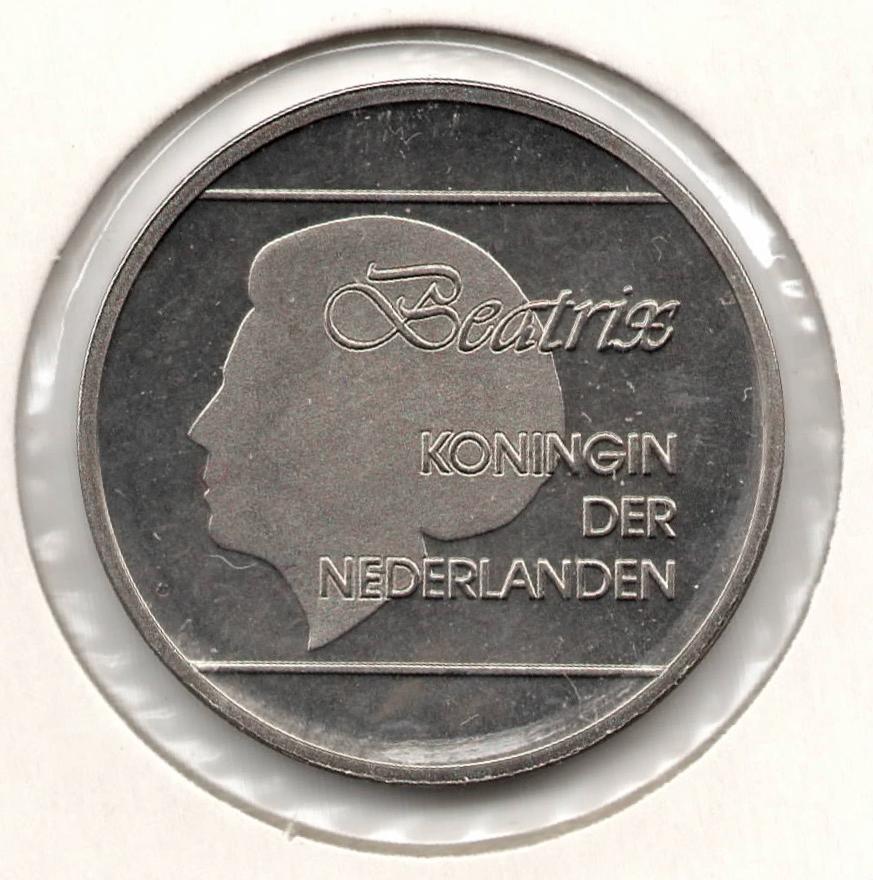 Beatrix
KONINGIN
DER
NEDERLANDEN